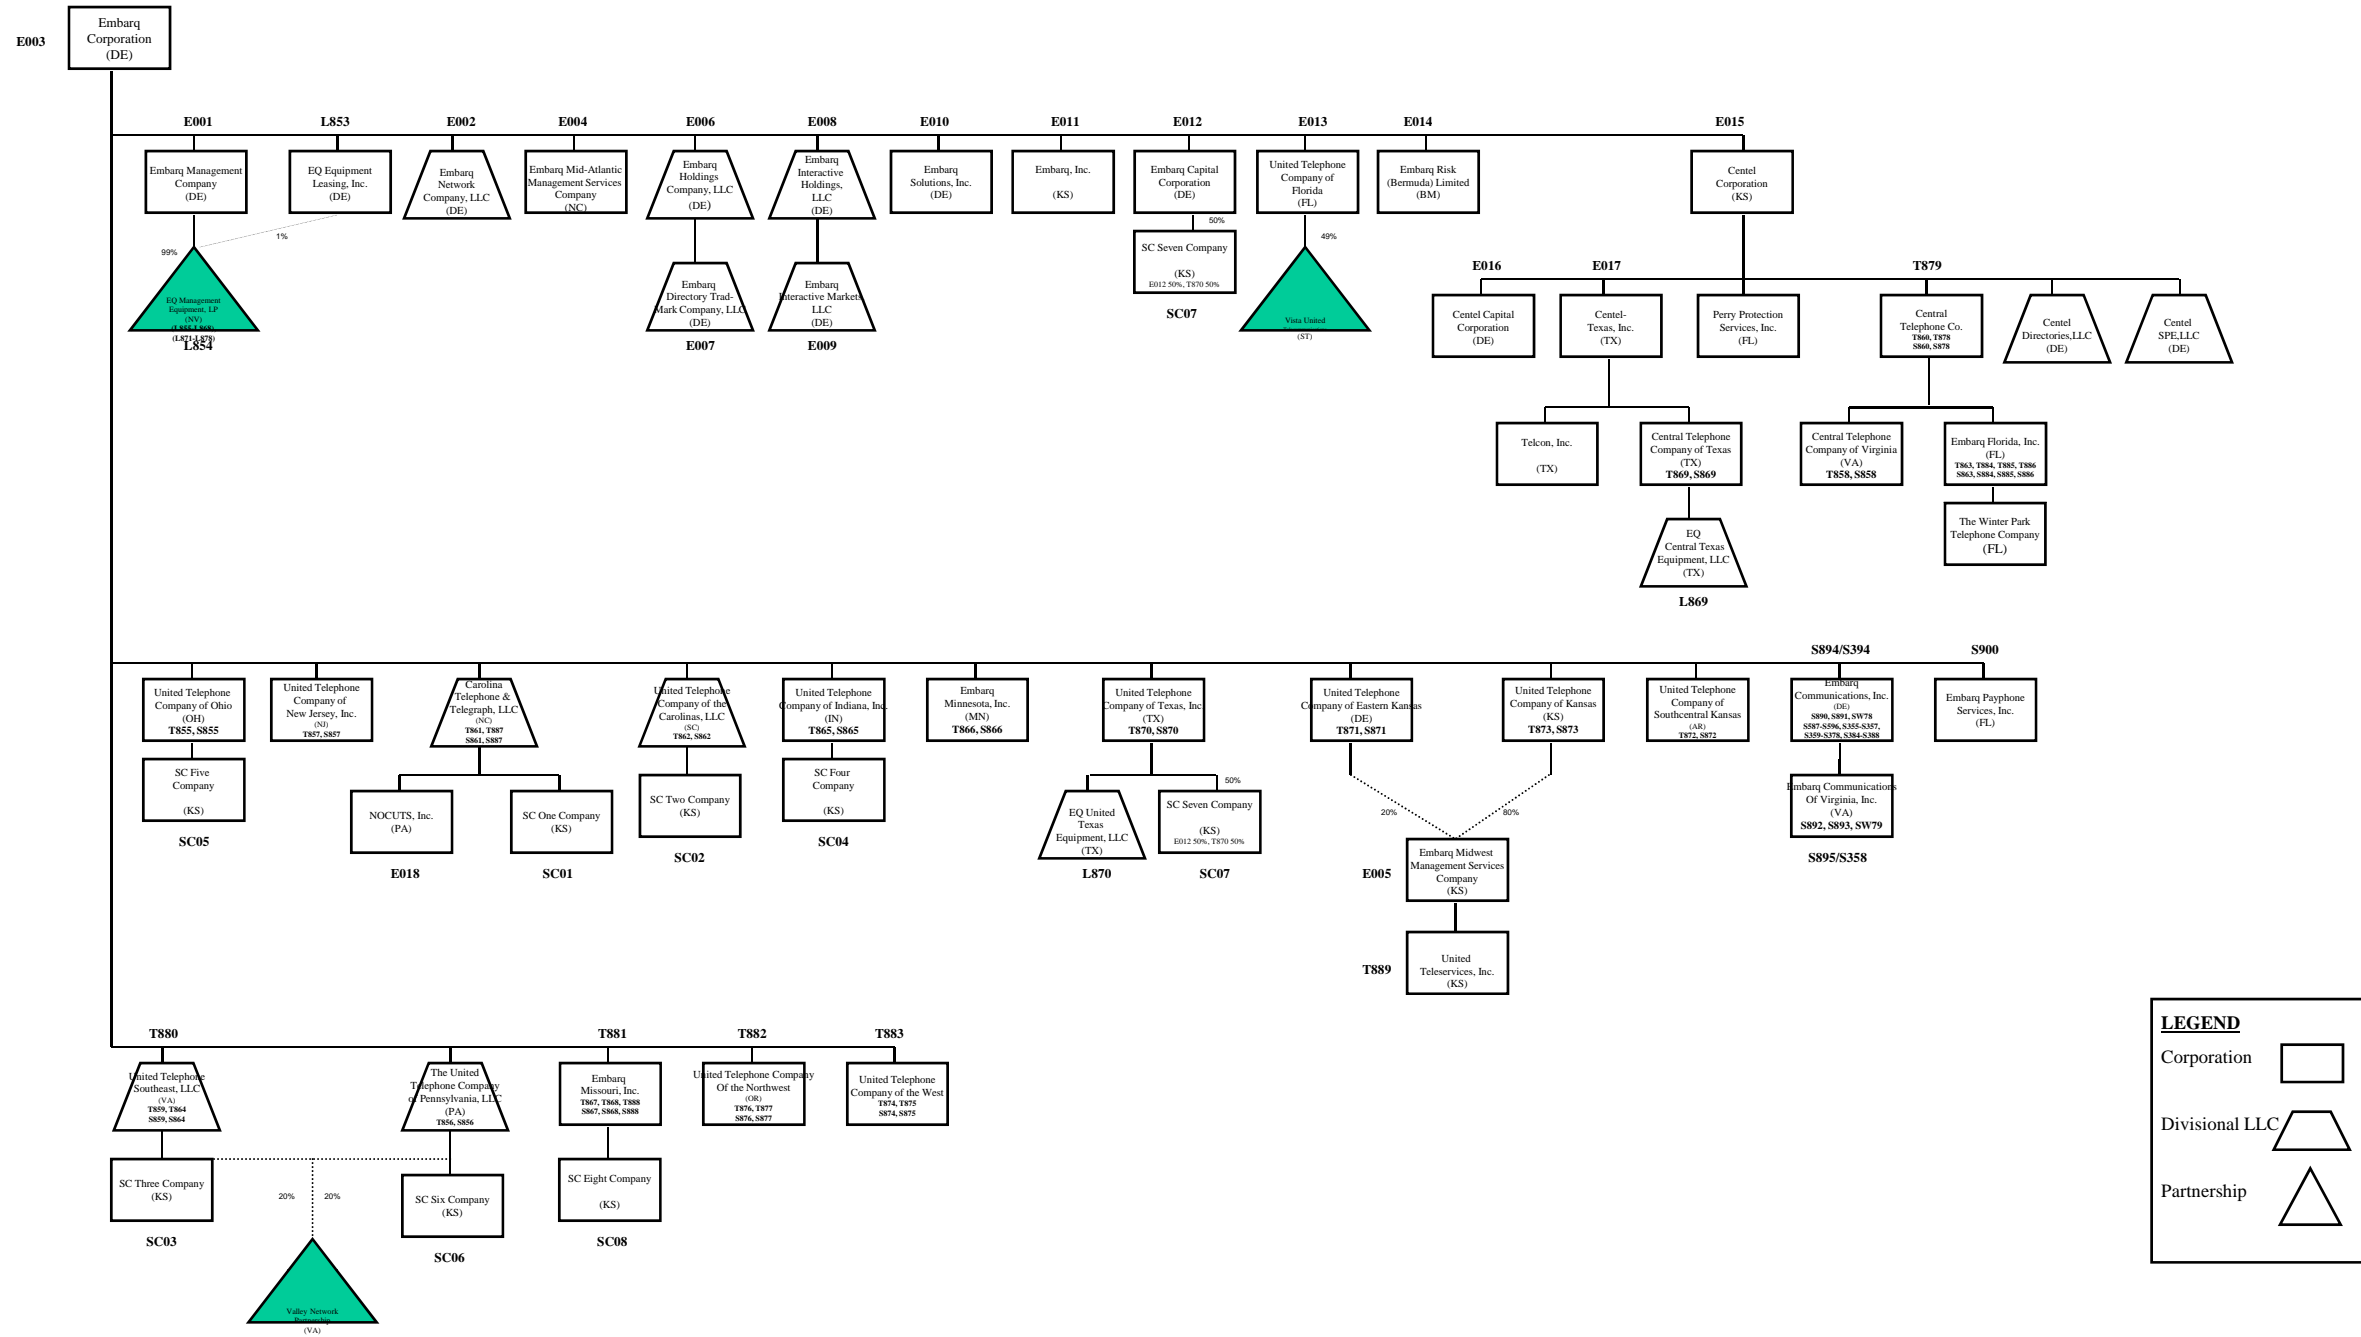 Embarq
Corporation
(DE)
E003
E001
L853
E002
E004
E006
E008
E010
E011
E012
E013
E014
E015
Embarq Management
Company
(DE)
EQ Equipment
Leasing, Inc.
(DE)
Embarq
Network
Company, LLC
(DE)
Embarq Mid-Atlantic
Management Services
Company
(NC)
Embarq
Holdings
Company, LLC
(DE)
Embarq
Interactive
Holdings,
LLC
(DE)
Embarq
Solutions, Inc.
(DE)
Embarq, Inc.
(KS)
Embarq Capital
Corporation
(DE)
United Telephone
Company of
Florida
(FL)
Embarq Risk
(Bermuda) Limited
(BM)
Centel
Corporation
(KS)
99%
1%
EQ Management
Equipment, LP
(NV)
(L855-L868),
(L871-L878)
L854
Embarq
Directory Trad-
Mark Company, LLC
(DE)
E007
Embarq
Interactive Markets
LLC
(DE)
E009
50%
SC Seven Company
(KS)
E012 50%, T870 50%
SC07
49%
Vista United
(ST)
E016
E017
T879
Centel Capital
Corporation
(DE)
Centel-
Texas, Inc.
(TX)
Perry Protection
Services, Inc.
(FL)
Central
Telephone Co.
T860, T878
S860, S878
Centel
Directories,LLC
(DE)
Centel
SPE,LLC
(DE)
Telcon, Inc.
(TX)
Central Telephone
Company of Texas
(TX)
T869, S869
Central Telephone
Company of Virginia
(VA)
T858, S858
Embarq Florida, Inc.
(FL)
T863, T884, T885, T886
S863, S884, S885, S886
EQ
Central Texas
Equipment, LLC
(TX)
L869
The Winter Park
Telephone Company
(FL)
S894/S394
S900
United Telephone
Company of Ohio
(OH)
T855, S855
United Telephone
Company of
New Jersey, Inc.
(NJ)
T857, S857
Carolina
Telephone &
Telegraph, LLC
(NC)
T861, T887
S861, S887
United Telephone
Company of the
Carolinas, LLC
(SC)
T862, S862
United Telephone
Company of Indiana, Inc.
(IN)
T865, S865
Embarq
Minnesota, Inc.
(MN)
T866, S866
United Telephone
Company of Texas, Inc.
(TX)
T870, S870
United Telephone
Company of Eastern Kansas
(DE)
T871, S871
United Telephone
Company of Kansas
(KS)
T873, S873
United Telephone
Company of
Southcentral Kansas
(AR)
T872, S872
Embarq
Communications, Inc.
(DE)
S890, S891, SW78
S587-S596, S355-S357,
S359-S378, S384-S388
Embarq Payphone
Services, Inc.
(FL)
SC Five
Company
(KS)
SC05
NOCUTS, Inc.
(PA)
E018
SC One Company
(KS)
SC01
SC Two Company
(KS)
SC02
SC Four
Company
(KS)
SC04
EQ United
Texas
Equipment, LLC
(TX)
L870
50%
SC Seven Company
(KS)
E012 50%, T870 50%
SC07
20%
80%
E005
Embarq Midwest
Management Services
Company
(KS)
T889
United
Teleservices, Inc.
(KS)
Embarq Communications
Of Virginia, Inc.
(VA)
S892, S893, SW79
S895/S358
T880
T881
T882
T883
United Telephone
Southeast, LLC
(VA)
T859, T864
S859, S864
The United
Telephone Company
of Pennsylvania, LLC
(PA)
T856, S856
Embarq
Missouri, Inc.
T867, T868, T888
S867, S868, S888
United Telephone Company
Of the Northwest
(OR)
T876, T877
S876, S877
United Telephone
Company of the West
T874, T875
S874, S875
SC Three Company
(KS)
SC03
20%
20%
SC Six Company
(KS)
SC06
SC Eight Company
(KS)
SC08
Valley Network
Partnership
(VA)
LEGEND
Corporation
Divisional LLC
Partnership